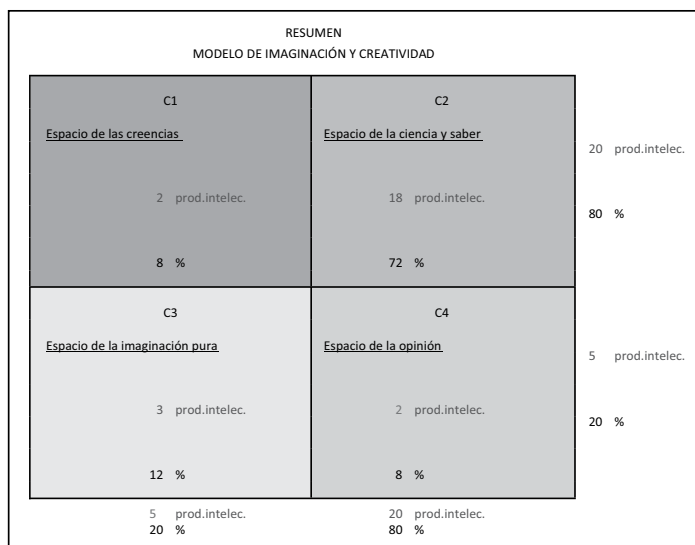 RESUMEN
MODELO DE IMAGINACIÓN Y CREATIVIDAD
C1
Espacio de las creencias
2 prod.intelec.
8 %
C2
Espacio de la ciencia y saber
18 prod.intelec.
72 %
20 prod.intelec.
80 %
C3
Espacio de la imaginación pura
3 prod.intelec.
12 %
C4
Espacio de la opinión
2 prod.intelec.
8 %
5 prod.intelec.
20 %
5 prod.intelec.
20 %
20 prod.intelec.
80 %